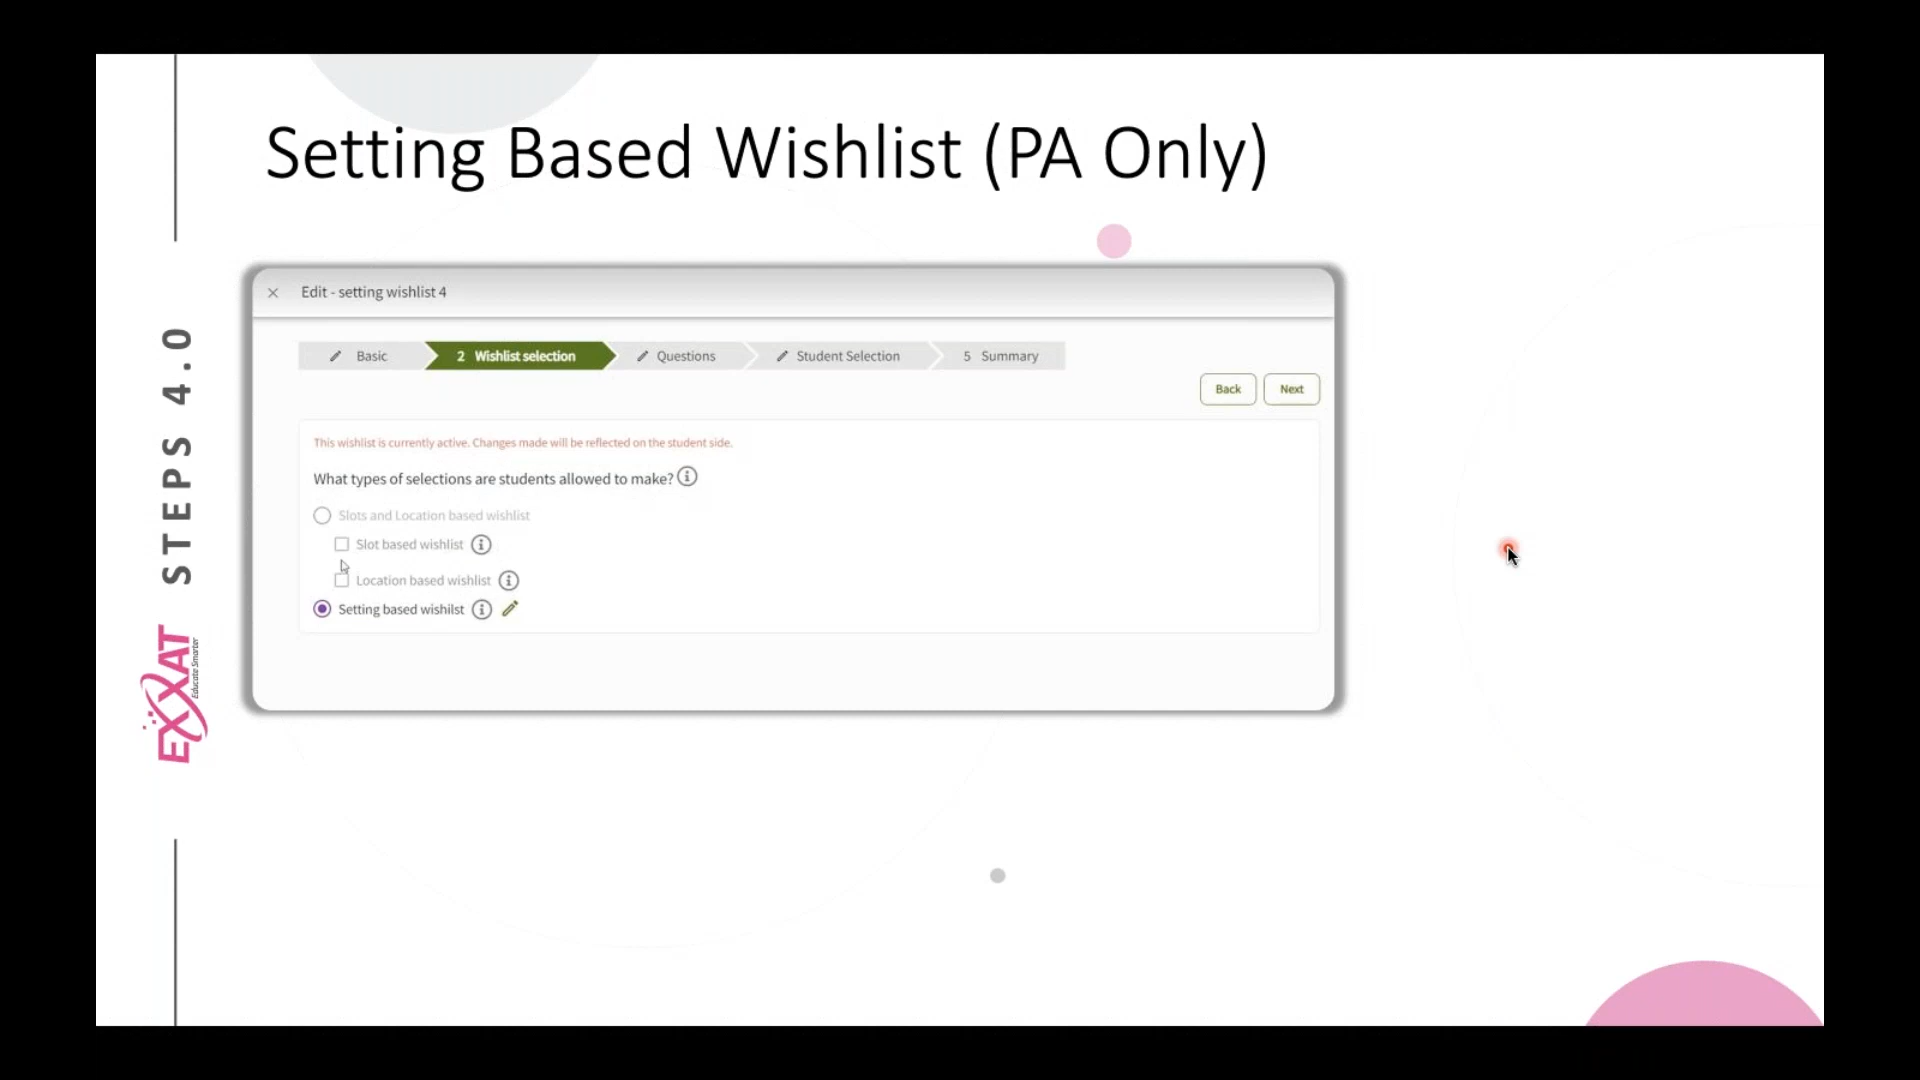 Setting Based Wishlist (PA Only)
Edit - setting wishlist 4
Basic
2 Wishlist selection
Questions
Student Selection
5 Summary
Back
Next
This wishlist is currently active. Changes made will be reflected on the student side.
What types of selections are students allowed to make?
Slots and Location based wishlist
Slot based wishlist
Location based wishlist
Setting based wishilst
STEPS 4.0
EXXAT
Educate Smarter